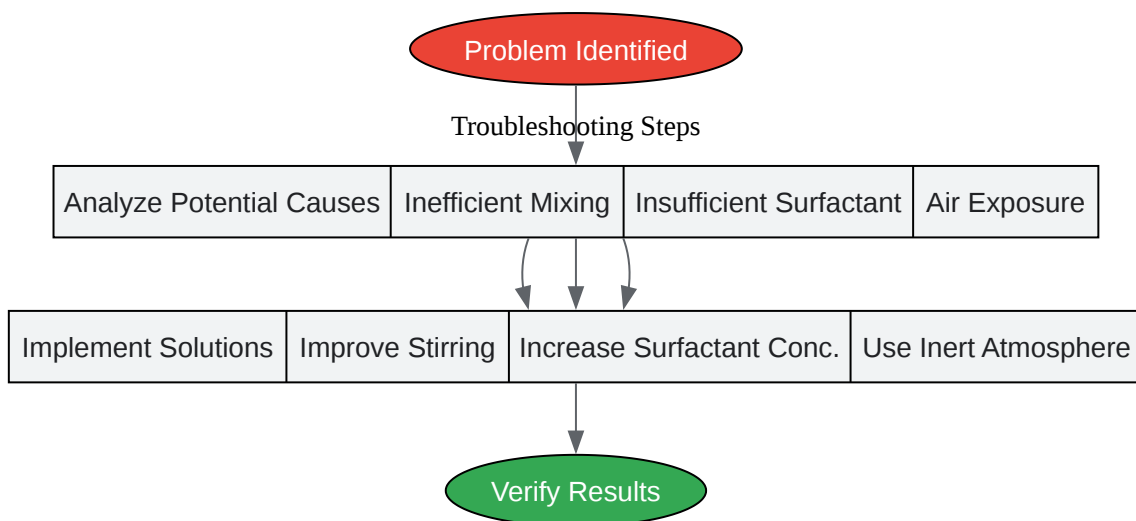 Problem Identified
Troubleshooting Steps
Analyze Potential Causes
Inefficient Mixing
Insufficient Surfactant
Air Exposure
Implement Solutions
Improve Stirring
Increase Surfactant Conc.
Use Inert Atmosphere
Verify Results